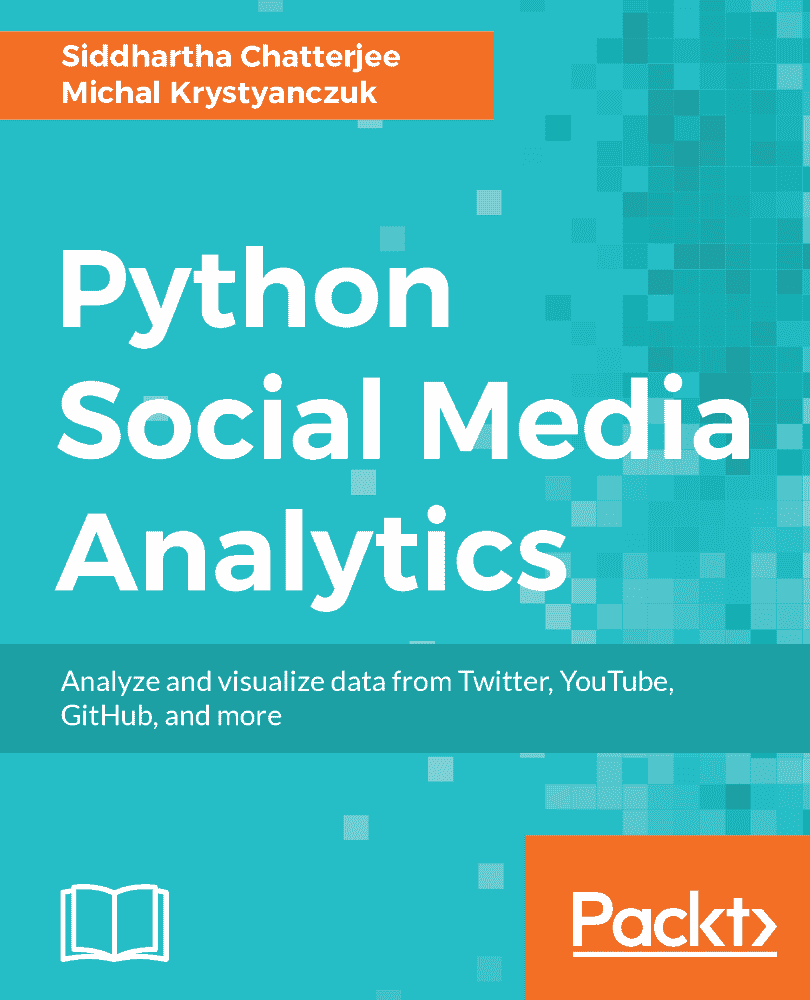 Siddhartha Chatterjee
Michal Krystyanczuk
Python
Social Media
Analytics
Analyze and visualize data from Twitter, YouTube,
GitHub, and more
Packt>